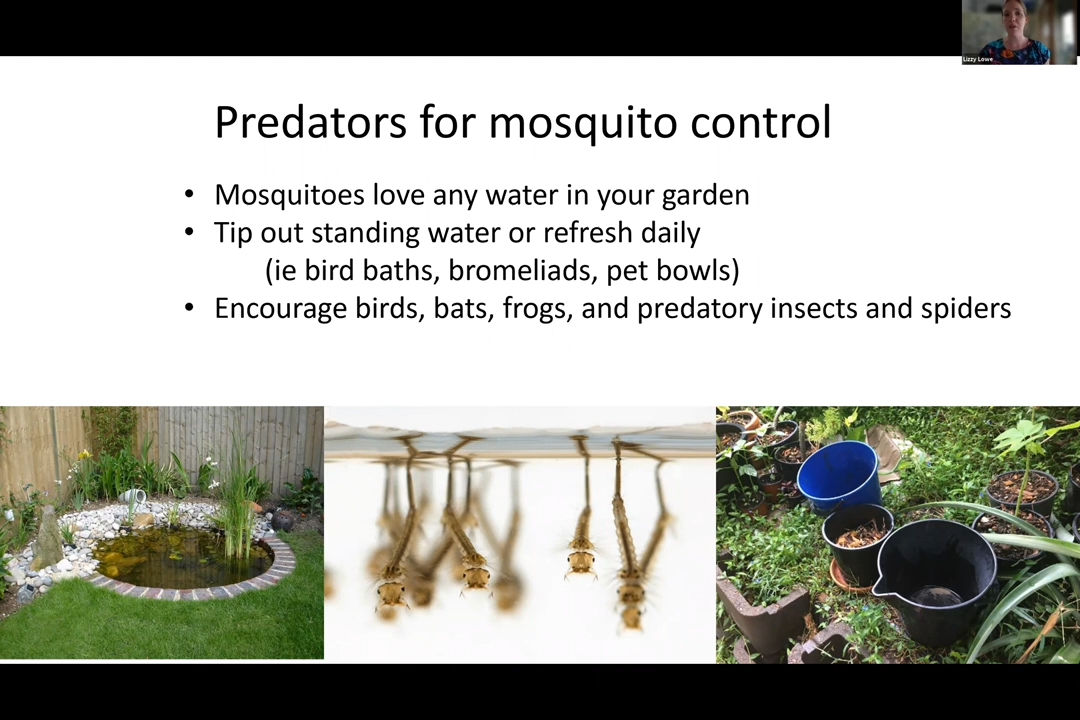 Lizzy Lowe
Predators for mosquito control
• Mosquitoes love any water in your garden
• Tip out standing water or refresh daily
(ie bird baths, bromeliads, pet bowls)
• Encourage birds, bats, frogs, and predatory insects and spiders